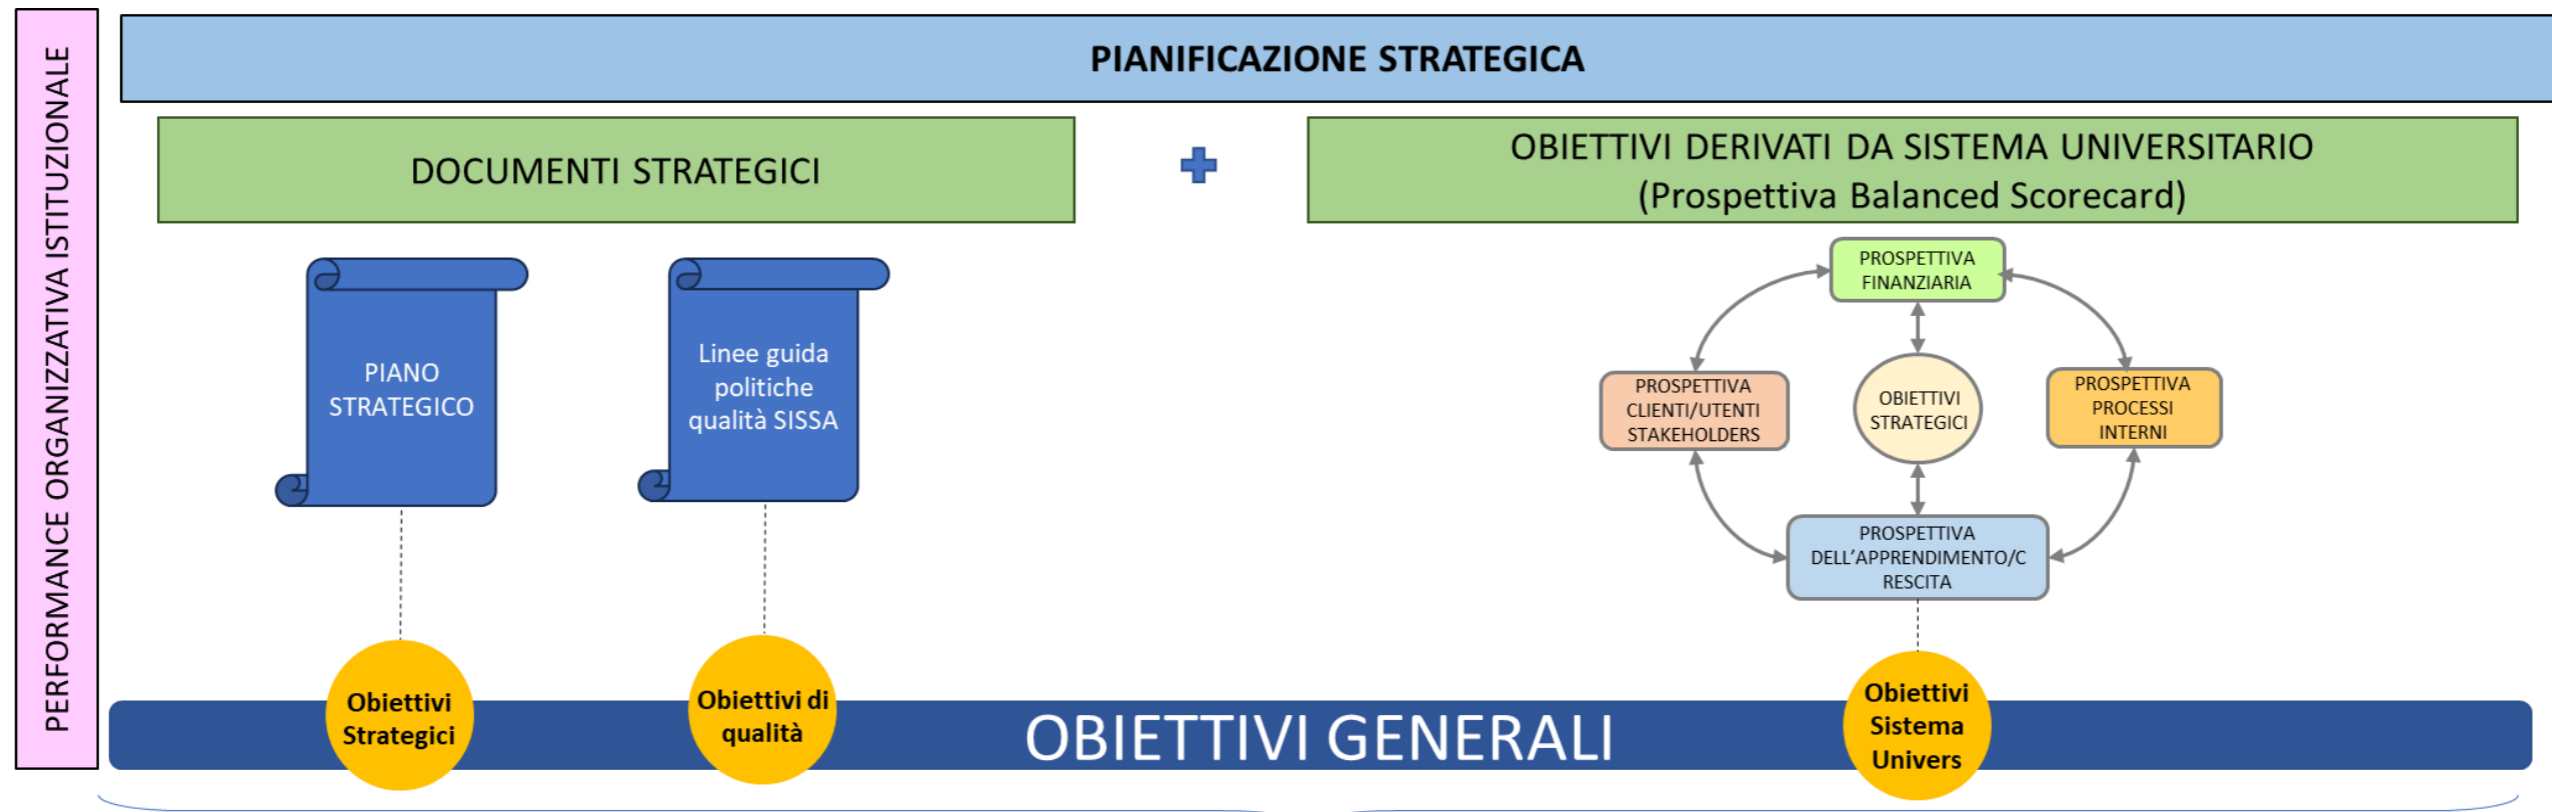 PERFORMANCE ORGANIZZATIVA ISTITUZIONALE
PIANIFICAZIONE STRATEGICA
DOCUMENTI STRATEGICI
OBIETTIVI DERIVATI DA SISTEMA UNIVERSITARIO
(Prospettiva Balanced Scorecard)
PIANO
STRATEGICO
Linee guida
politiche
qualità SISSA
PROSPETTIVA
FINANZIARIA
PROSPETTIVA
CLIENTI/UTENTI
STAKEHOLDERS
OBIETTIVI
STRATEGICI
PROSPETTIVA
PROCESSI
INTERNI
PROSPETTIVA
DELL'APPRENDIMENTO/C
RESCITA
Obiettivi
Strategici
Obiettivi di
qualità
OBIETTIVI GENERALI
Obiettivi
Sistema
Univers